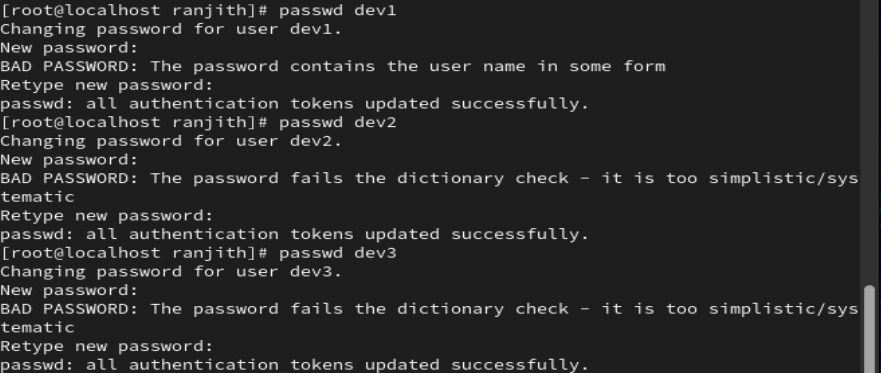 [root@localhost ranjith]# passwd dev1
Changing password for user dev1.
New password:
BAD PASSWORD: The password contains the user name in some form
Retype new password:
passwd: all authentication tokens updated successfully.
[root@localhost ranjith]# passwd dev2
Changing password for user dev2.
New password:
BAD PASSWORD: The password fails the dictionary check - it is too simplistic/sys
tematic
Retype new password:
passwd: all authentication tokens updated successfully.
[root@localhost ranjith]# passwd dev3
Changing password for user dev3.
New password:
BAD PASSWORD: The password fails the dictionary check - it is too simplistic/sys
tematic
Retype new password:
passwd: all authentication tokens updated successfully.